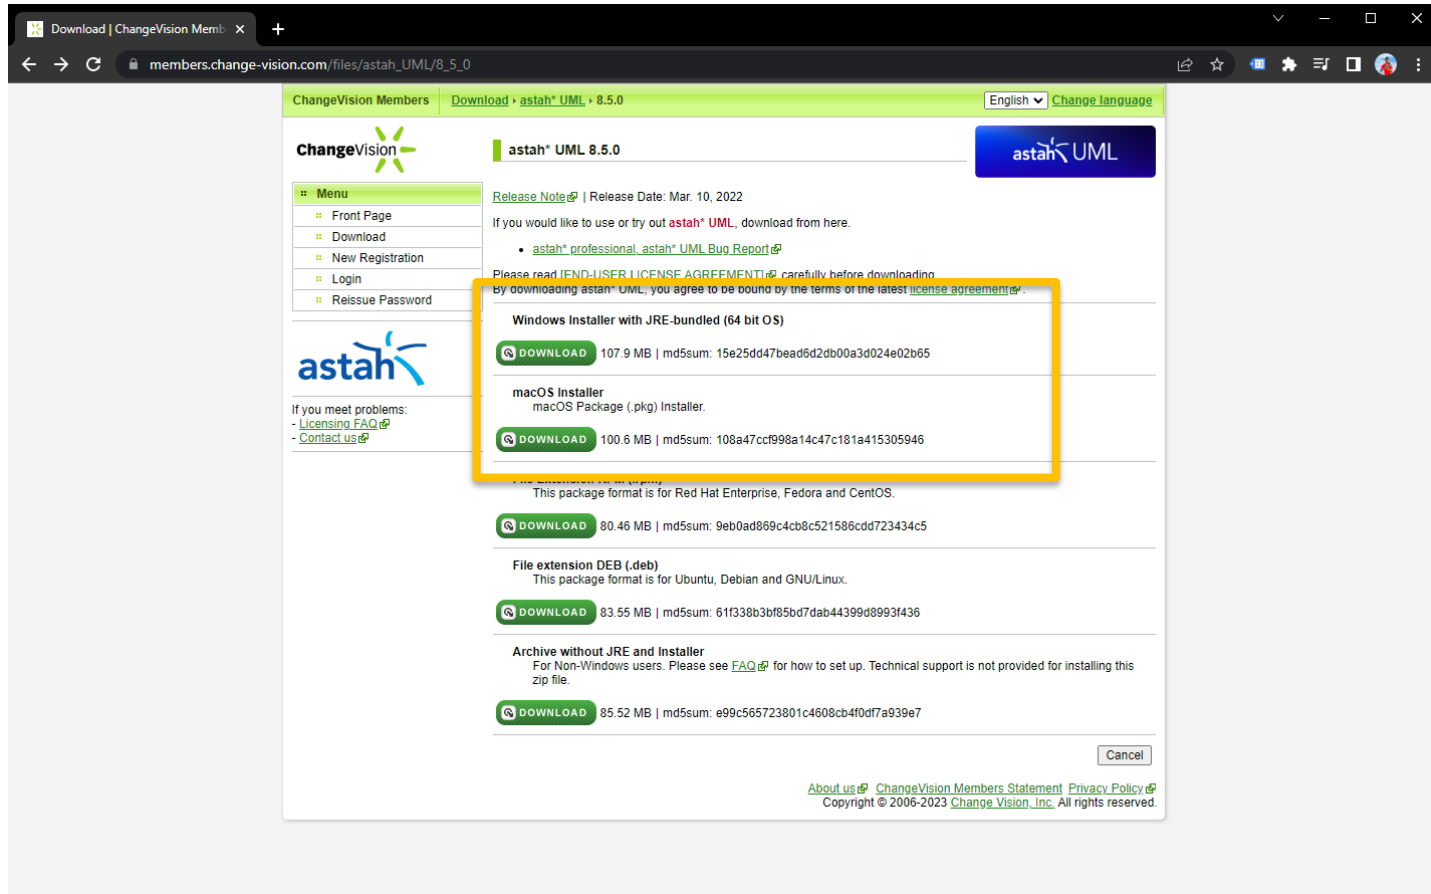 Download | ChangeVision Memb
members.change-vision.com/files/astah_UML/8_5_0
ChangeVision Members Download › astah* UML › 8.5.0 English Change language
ChangeVision
astah* UML 8.5.0
astah UML
Menu
Front Page
Download
New Registration
Login
Reissue Password
astah
If you meet problems:
- Licensing FAQ
- Contact us
Release Note | Release Date: Mar. 10, 2022
If you would like to use or try out astah* UML, download from here.
• astah* professional, astah* UML Bug Report
Please read [END-USER LICENSE AGREEMENT] carefully before downloading.
By downloading astah* UML, you agree to be bound by the terms of the latest license agreement .
Windows Installer with JRE-bundled (64 bit OS)
DOWNLOAD 107.9 MB | md5sum: 15e25dd47bead6d2db00a3d024e02b65
macOS Installer
macOS Package (.pkg) Installer.
DOWNLOAD 100.6 MB | md5sum: 108a47ccf998a14c47c181a415305946
File Extension RPM (.rpm)
This package format is for Red Hat Enterprise, Fedora and CentOS.
DOWNLOAD 80.46 MB | md5sum: 9eb0ad869c4cb8c521586cdd723434c5
File extension DEB (.deb)
This package format is for Ubuntu, Debian and GNU/Linux.
DOWNLOAD 83.55 MB | md5sum: 61f338b3bf85bd7dab44399d8993f436
Archive without JRE and Installer
For Non-Windows users. Please see FAQ for how to set up. Technical support is not provided for installing this
zip file.
DOWNLOAD 85.52 MB | md5sum: e99c565723801c4608cb4f0df7a939e7
Cancel
About us ChangeVision Members Statement Privacy Policy
Copyright © 2006-2023 Change Vision, Inc. All rights reserved.